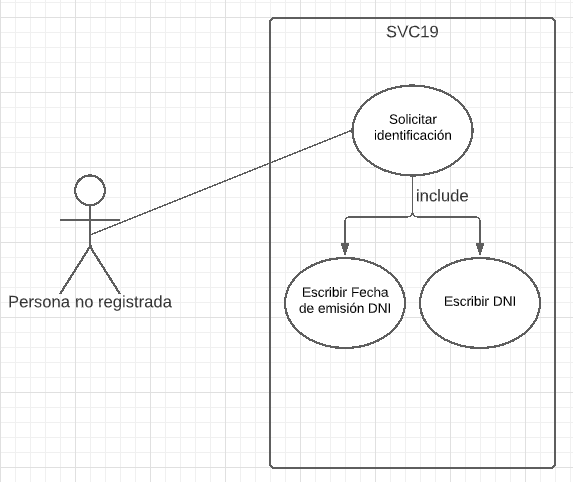 SVC19
Solicitar
identificación
include
Escribir Fecha
de emisión DNI
Escribir DNI
Persona no registrada